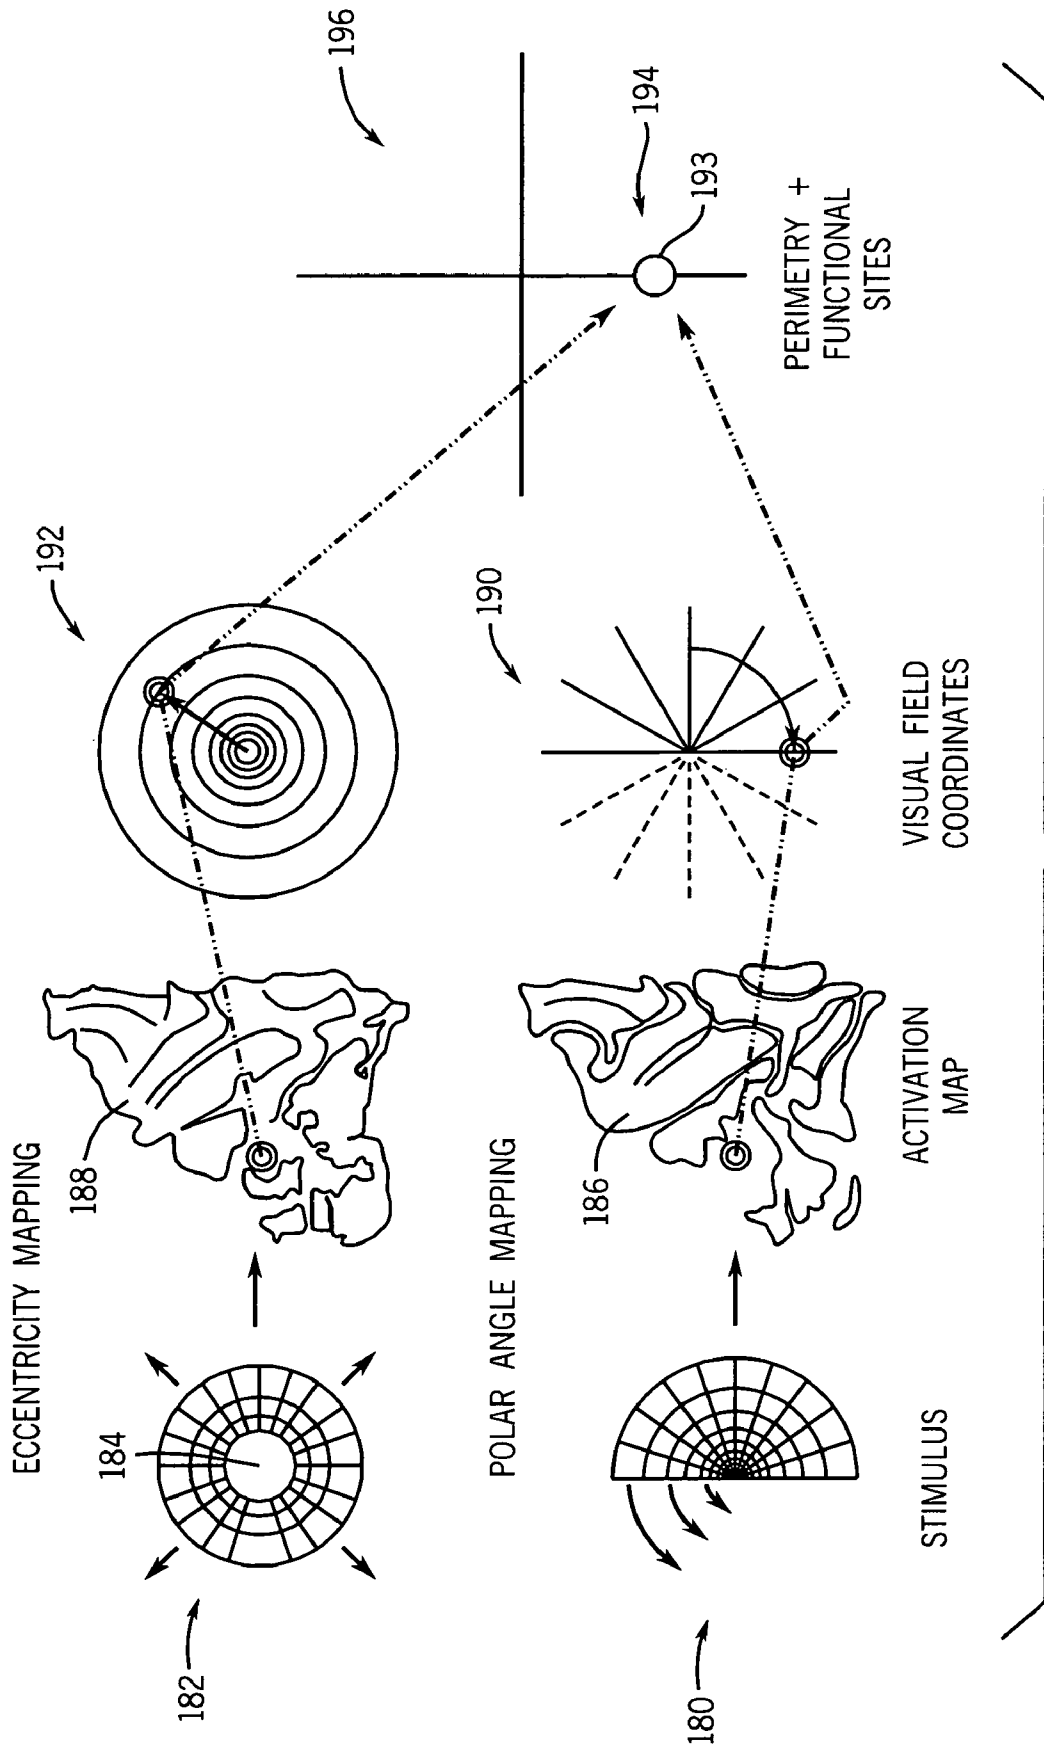 ECCENTRICITY MAPPING
182
184
188
192
196
POLAR ANGLE MAPPING
180
186
190
194
193
STIMULUS
ACTIVATION
MAP
VISUAL FIELD
COORDINATES
PERIMETRY +
FUNCTIONAL
SITES